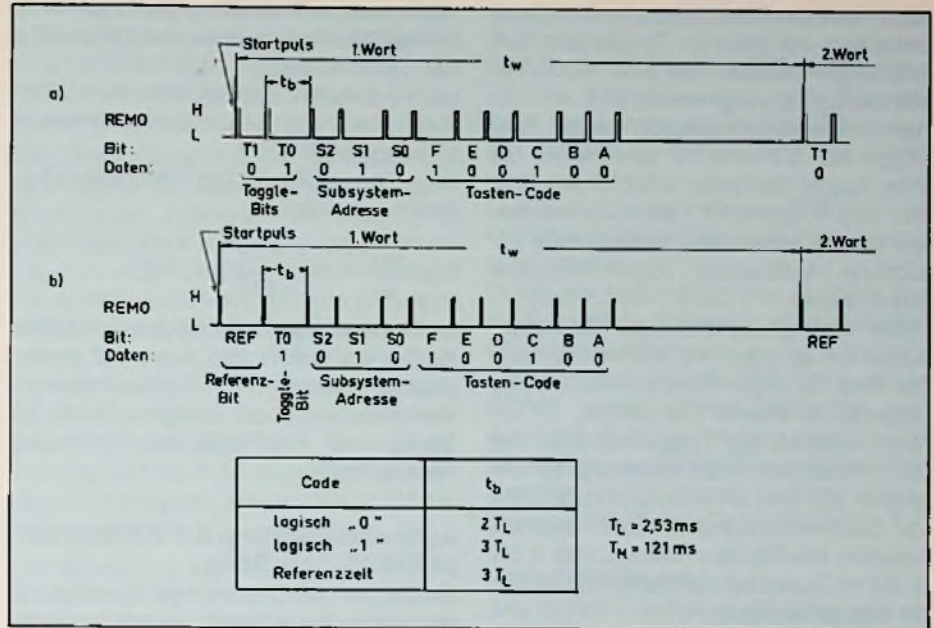 Startpuls 1.Wort t_w 2.Wort
a)
t_b
H
REMO
L
Bit: T1 T0 S2 S1 S0 F E D C B A T1
Daten: 0 1 0 1 0 1 0 0 1 0 0 0
Toggle- Subsystem- Tasten-Code
Bits Adresse
Startpuls 1.Wort t_w 2.Wort
b)
t_b
H
REMO
L
Bit: REF T0 S2 S1 S0 F E D C B A REF
Daten: 1 0 1 0 1 0 0 1 0 0
Referenz- Toggle- Subsystem- Tasten-Code
Bit Bit Adresse
Code t_b
logisch „0" 2 T_L T_L = 2,53ms
logisch „1" 3 T_L T_H = 121 ms
Referenzzeit 3 T_L